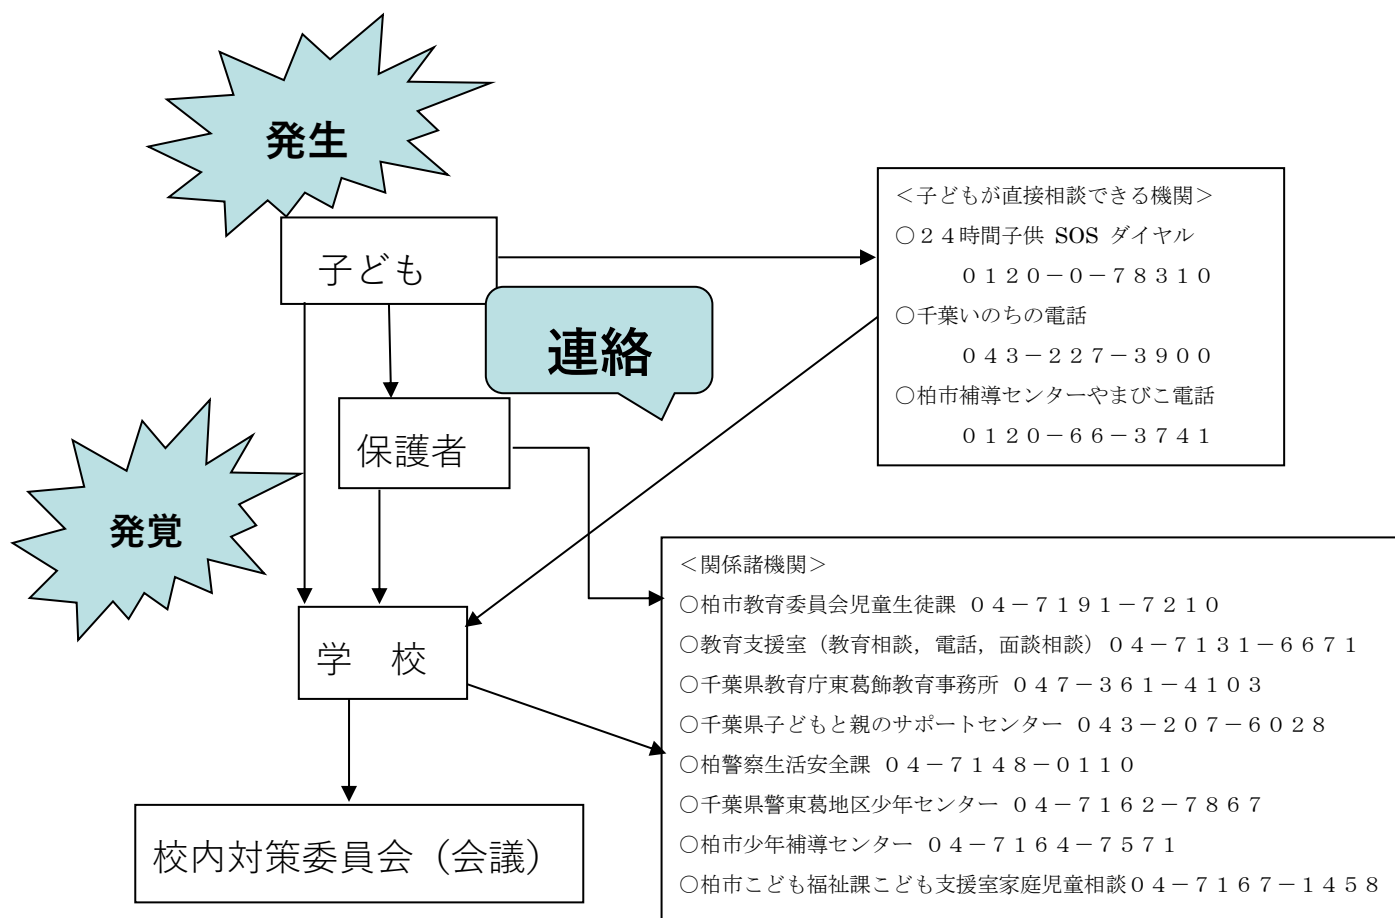 発生
＜子どもが直接相談できる機関＞
○２４時間子供 SOS ダイヤル
０１２０－０－７８３１０
○千葉いのちの電話
０４３－２２７－３９００
○柏市補導センターやまびこ電話
０１２０－６６－３７４１
子ども
連絡
保護者
発覚
学　校
校内対策委員会（会議）
＜関係諸機関＞
○柏市教育委員会児童生徒課 ０４－７１９１－７２１０
○教育支援室（教育相談，電話，面談相談）０４－７１３１－６６７１
○千葉県教育庁東葛飾教育事務所 ０４７－３６１－４１０３
○千葉県子どもと親のサポートセンター ０４３－２０７－６０２８
○柏警察生活安全課 ０４－７１４８－０１１０
○千葉県警東葛地区少年センター ０４－７１６２－７８６７
○柏市少年補導センター ０４－７１６４－７５７１
○柏市こども福祉課こども支援室家庭児童相談０４－７１６７－１４５８